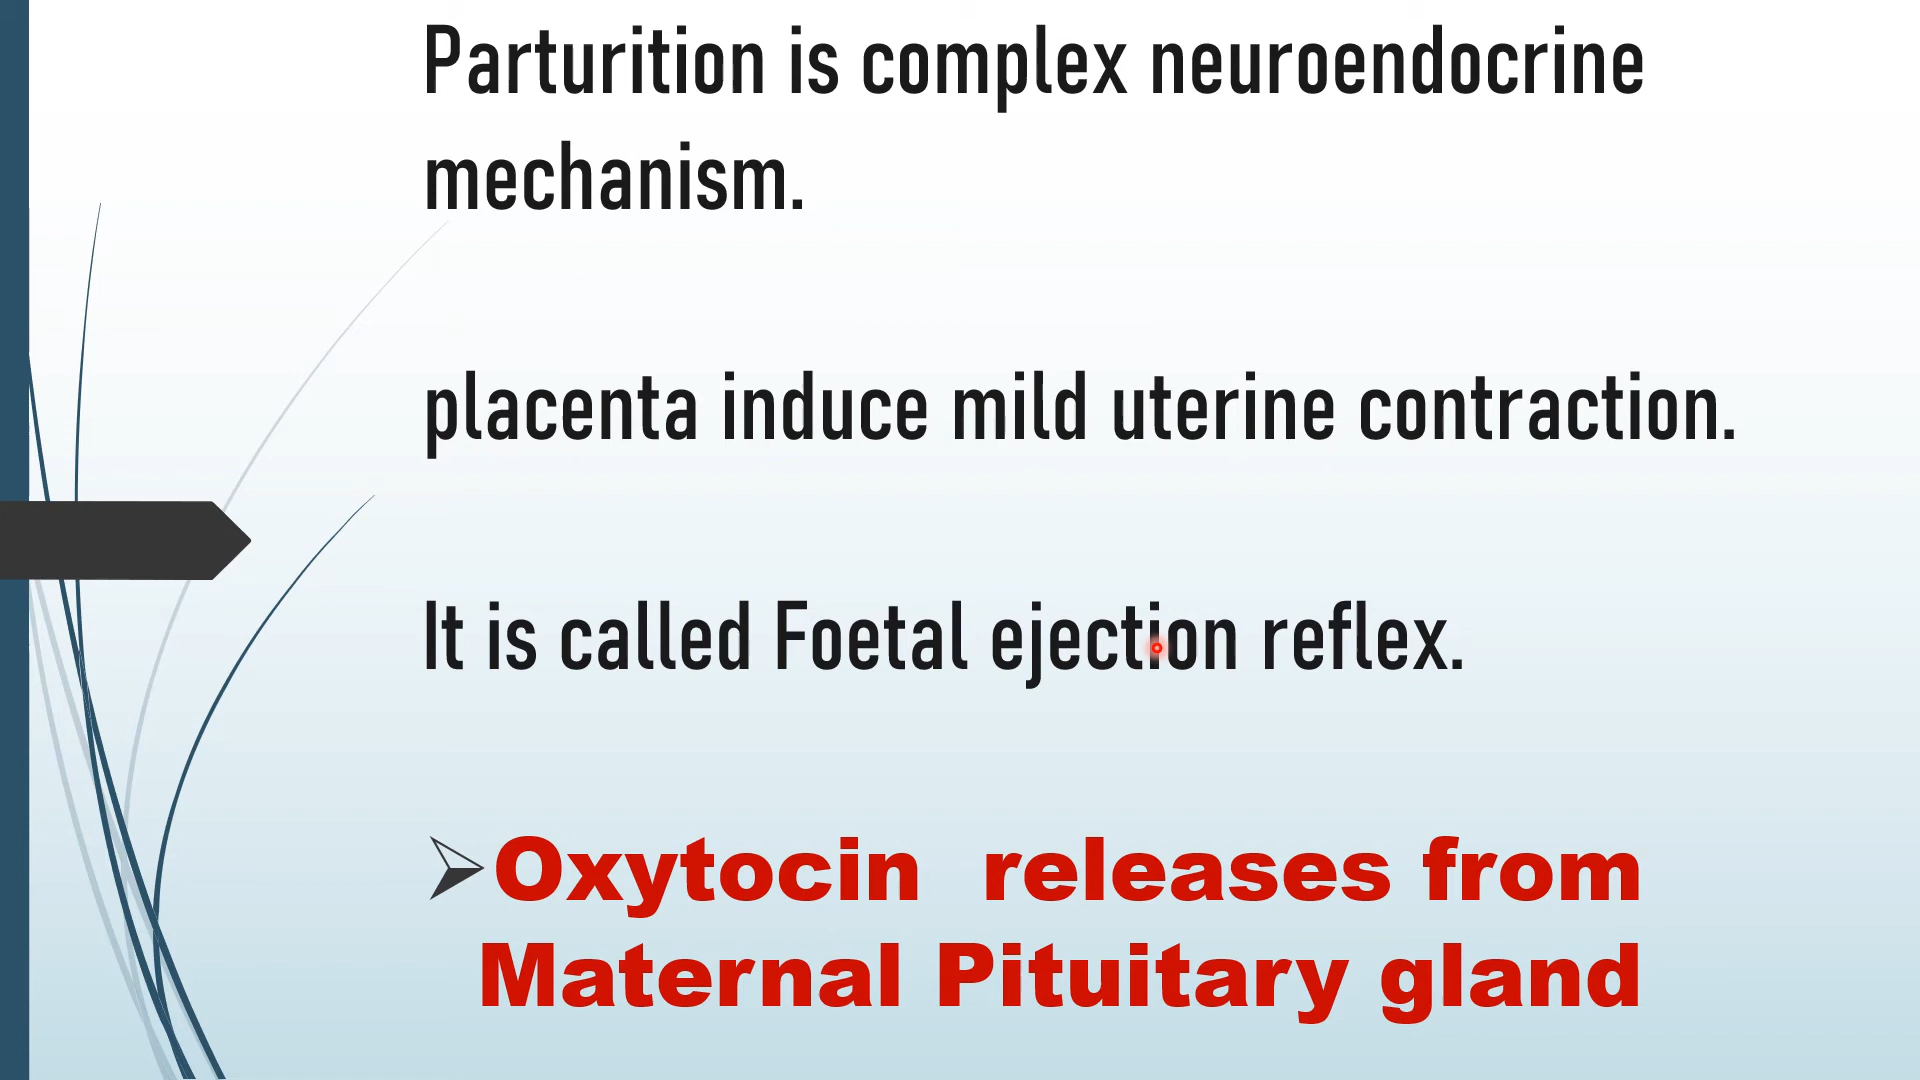 Parturition is complex neuroendocrine
mechanism.
placenta induce mild uterine contraction.
It is called Foetal ejection reflex.
Oxytocin releases from
Maternal Pituitary gland